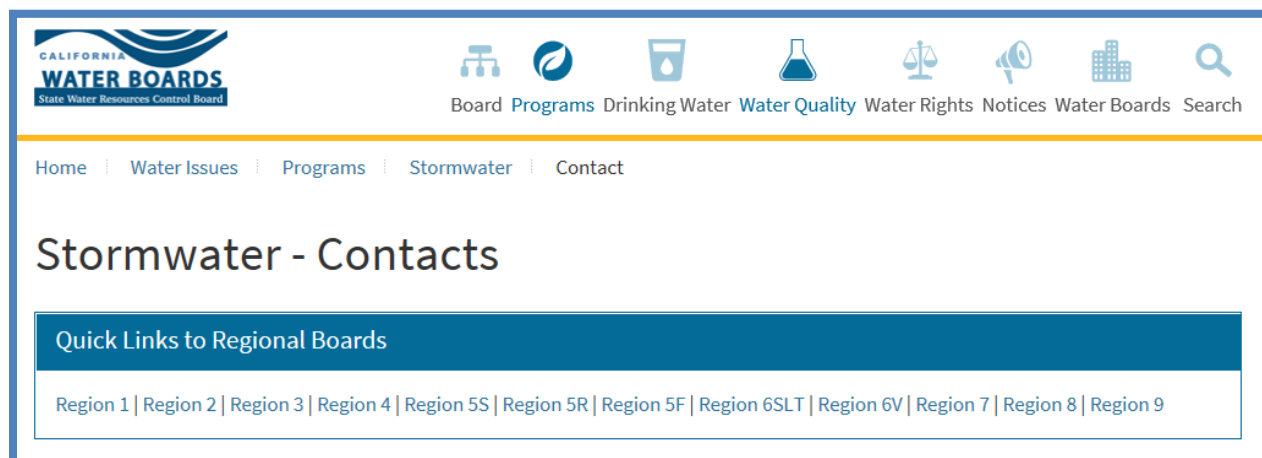 CALIFORNIA
WATER BOARDS
State Water Resources Control Board
Board Programs Drinking Water Water Quality Water Rights Notices Water Boards Search
Home Water Issues Programs Stormwater Contact
Stormwater - Contacts
Quick Links to Regional Boards
Region 1 | Region 2 | Region 3 | Region 4 | Region 5S | Region 5R | Region 5F | Region 6SLT | Region 6V | Region 7 | Region 8 | Region 9